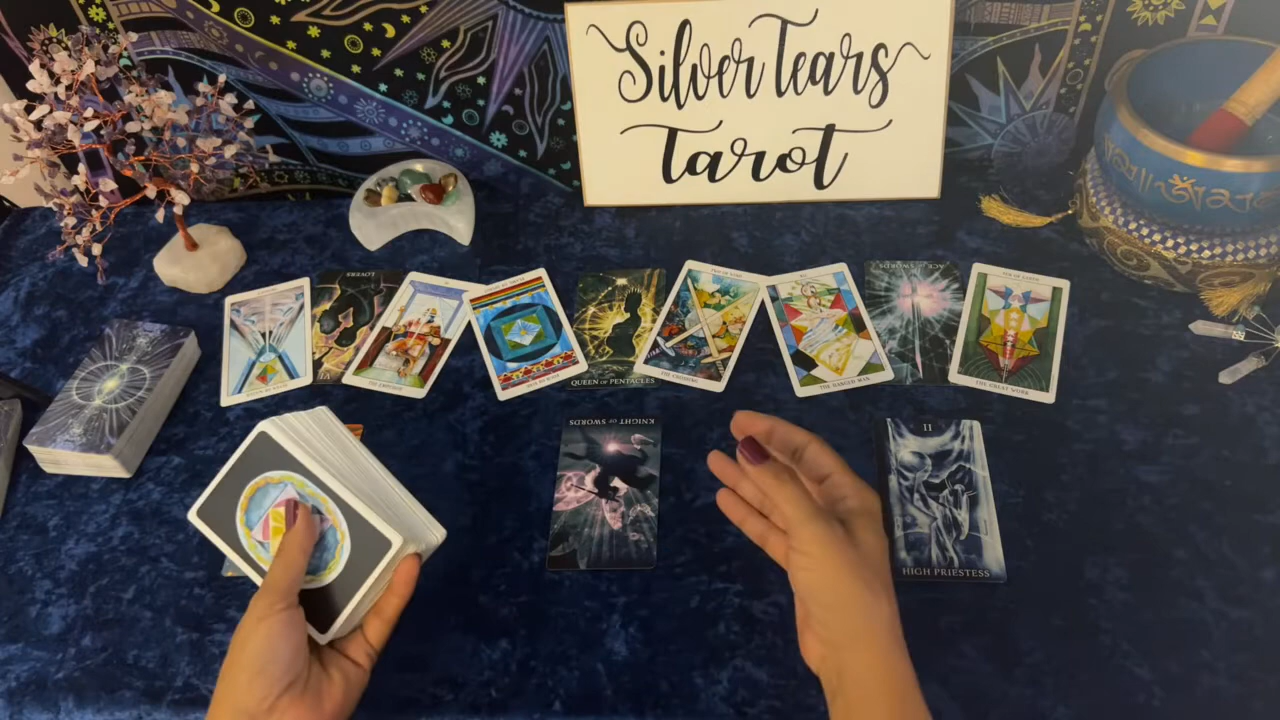 Silver Tears
Tarot
LOVERS
VI
QUEEN OF PENTACLES
ACE OF SWORDS
THE EMPEROR
THE CROSSING
THE HANGED MAN
THE GREAT WORK
KNIGHT OF SWORDS
II
HIGH PRIESTESS